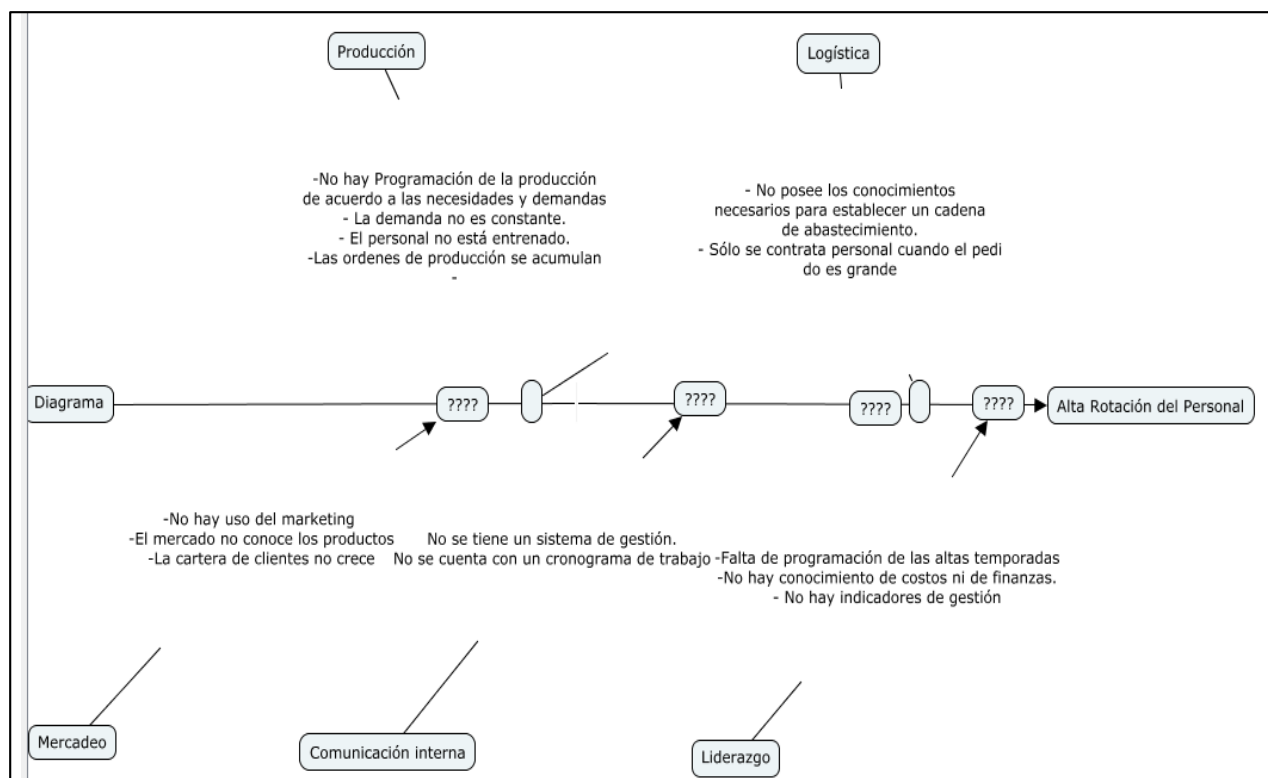 Producción
Logística
-No hay Programación de la producción
de acuerdo a las necesidades y demandas
- La demanda no es constante.
- El personal no está entrenado.
-Las ordenes de producción se acumulan
-
- No posee los conocimientos
necesarios para establecer un cadena
de abastecimiento.
- Sólo se contrata personal cuando el pedi
do es grande
Diagrama
????
????
????
????
Alta Rotación del Personal
-No hay uso del marketing
-El mercado no conoce los productos
-La cartera de clientes no crece
No se tiene un sistema de gestión.
No se cuenta con un cronograma de trabajo
-Falta de programación de las altas temporadas
-No hay conocimiento de costos ni de finanzas.
- No hay indicadores de gestión
Mercadeo
Comunicación interna
Liderazgo